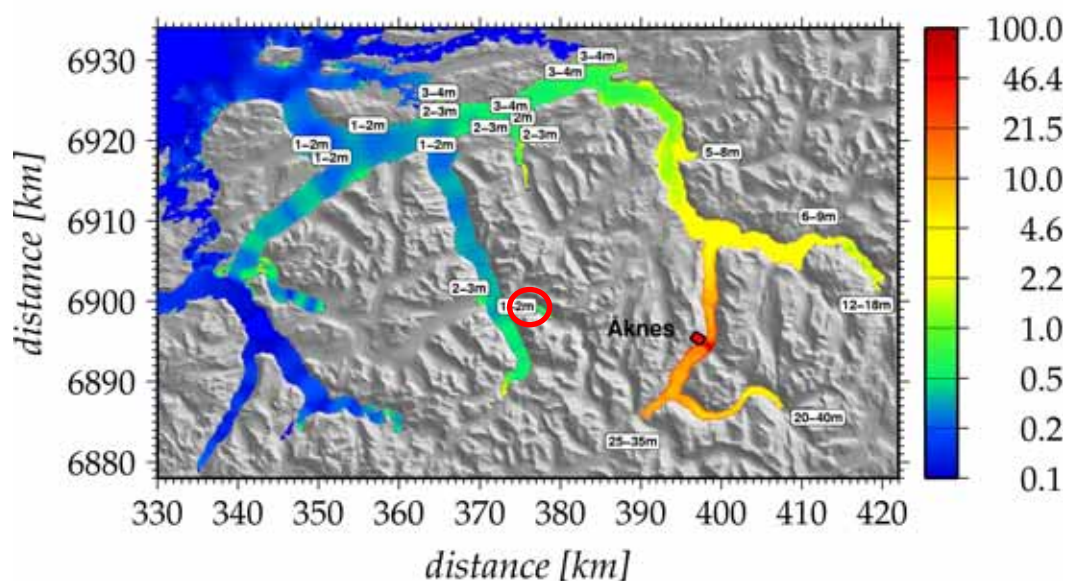 100.0
46.4
21.5
10.0
4.6
2.2
1.0
0.5
0.2
0.1
6930
6920
6910
6900
6890
6880
distance [km]
3–4m
3–4m
3–4m
3–4m
2–3m
2m
1–2m
2–3m
2–3m
1–2m
1–2m
1–2m
5–8m
6–9m
2–3m
1–2m
12–18m
Åknes
20–40m
25–35m
330 340 350 360 370 380 390 400 410 420
distance [km]